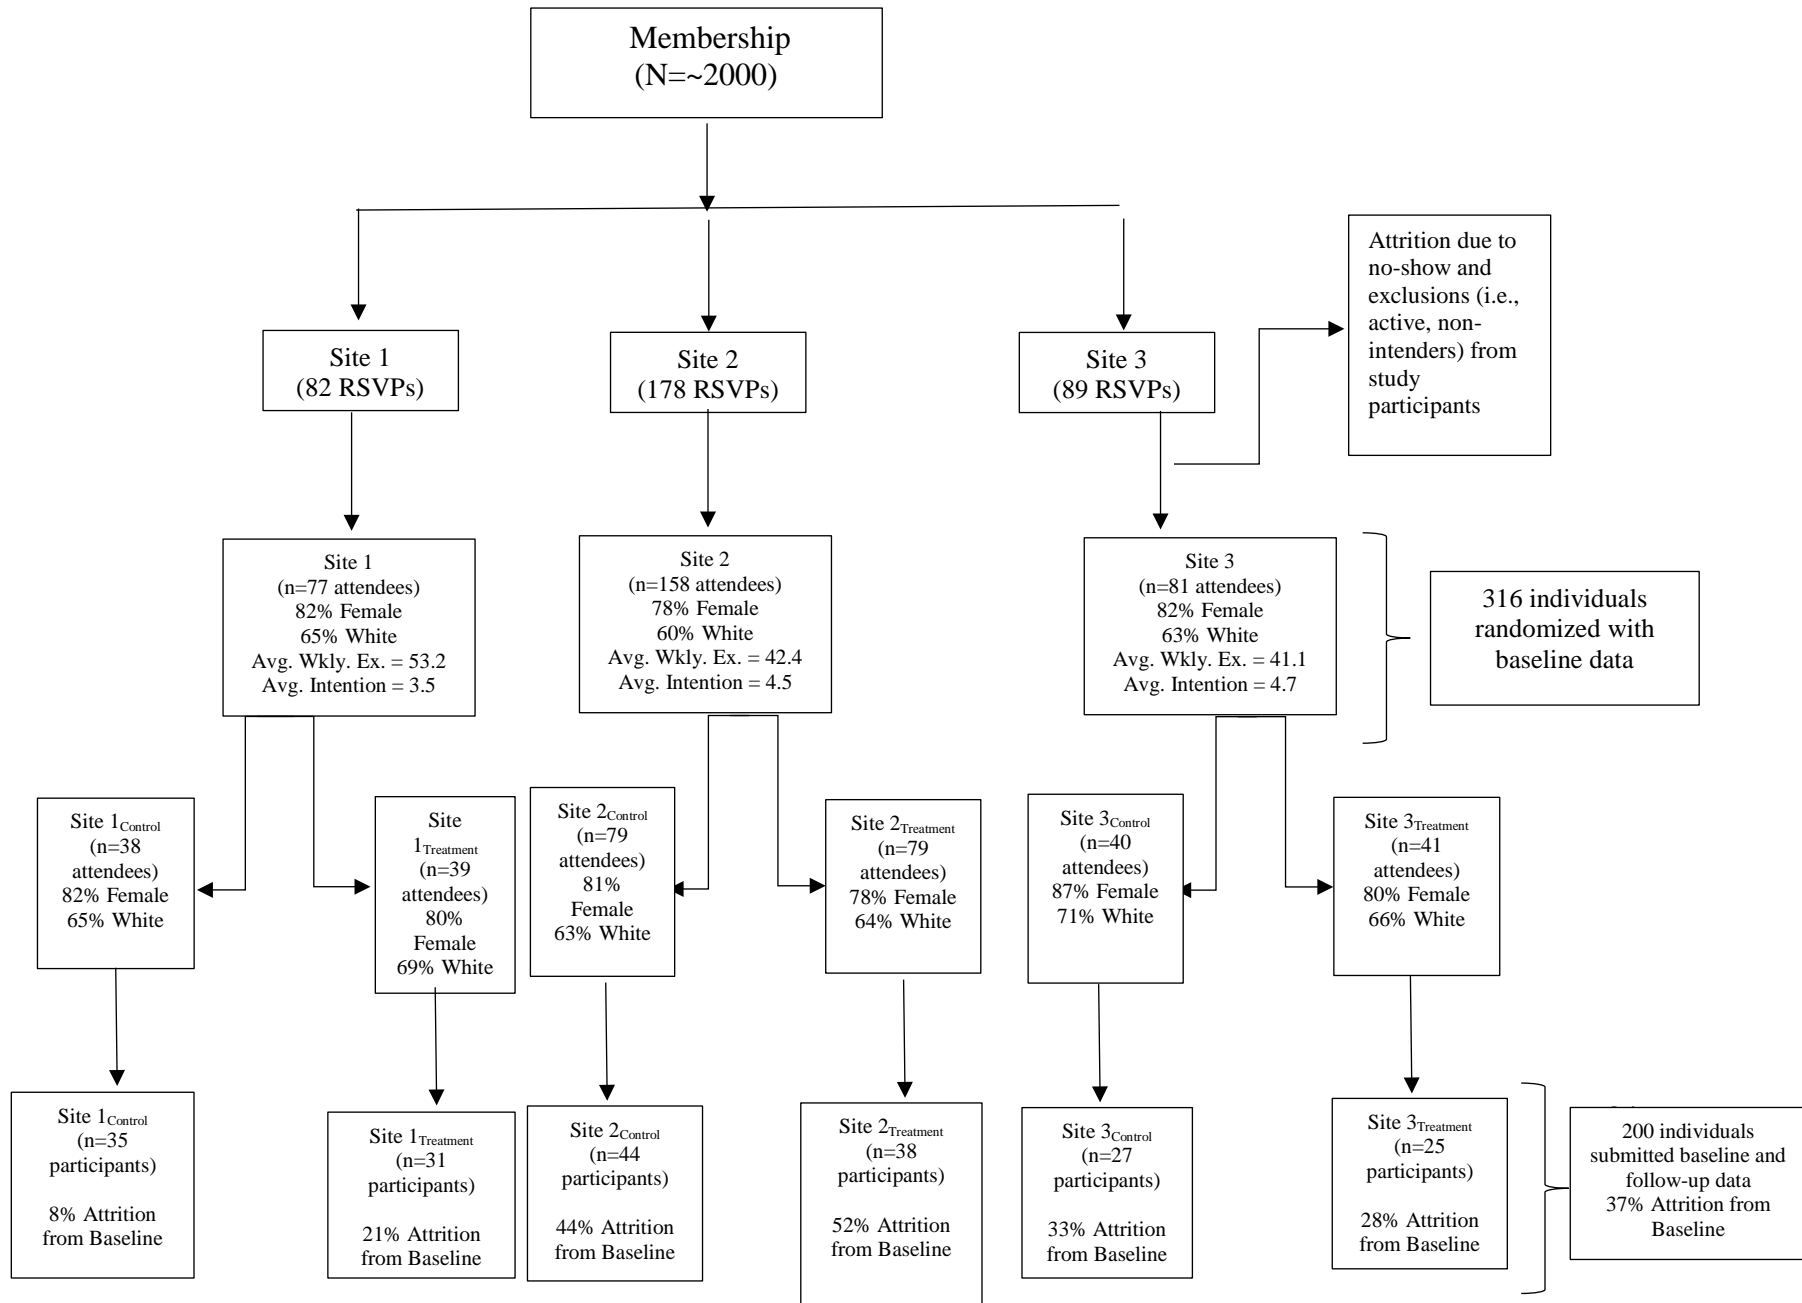 Membership
(N=~2000)
Attrition due to
no-show and
exclusions (i.e.,
active, non-
intenders) from
study
participants
Site 1
(82 RSVPs)
Site 2
(178 RSVPs)
Site 3
(89 RSVPs)
Site 1
(n=77 attendees)
82% Female
65% White
Avg. Wkly. Ex. = 53.2
Avg. Intention = 3.5
Site 2
(n=158 attendees)
78% Female
60% White
Avg. Wkly. Ex. = 42.4
Avg. Intention = 4.5
Site 3
(n=81 attendees)
82% Female
63% White
Avg. Wkly. Ex. = 41.1
Avg. Intention = 4.7
316 individuals
randomized with
baseline data
Site 1Control
(n=38
attendees)
82% Female
65% White
Site
1Treatment
(n=39
attendees)
80%
Female
69% White
Site 2Control
(n=79
attendees)
81%
Female
63% White
Site 2Treatment
(n=79
attendees)
78% Female
64% White
Site 3Control
(n=40
attendees)
87% Female
71% White
Site 3Treatment
(n=41
attendees)
80% Female
66% White
Site 1Control
(n=35
participants)
8% Attrition
from Baseline
Site 1Treatment
(n=31
participants)
21% Attrition
from Baseline
Site 2Control
(n=44
participants)
44% Attrition
from Baseline
Site 2Treatment
(n=38
participants)
52% Attrition
from Baseline
Site 3Control
(n=27
participants)
33% Attrition
from Baseline
Site 3Treatment
(n=25
participants)
28% Attrition
from Baseline
200 individuals
submitted baseline and
follow-up data
37% Attrition from
Baseline